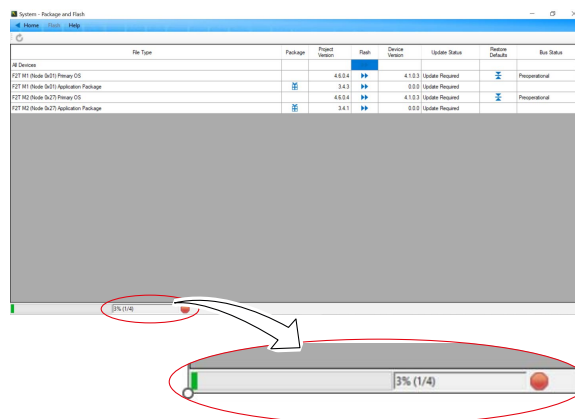 System - Package and Flash
Home Flash Help
File Type Package Project Version Flash Device Version Update Status Restore Defaults Bus Status
All Devices
F2T M1 (Node 0x01) Primary OS 4.6.0.4 4.1.0.3 Update Required Preoperational
F2T M1 (Node 0x01) Application Package 3.4.3 0.0.0 Update Required
F2T M2 (Node 0x27) Primary OS 4.6.0.4 4.1.0.3 Update Required Preoperational
F2T M2 (Node 0x27) Application Package 3.4.1 0.0.0 Update Required
3% (1/4)
3% (1/4)